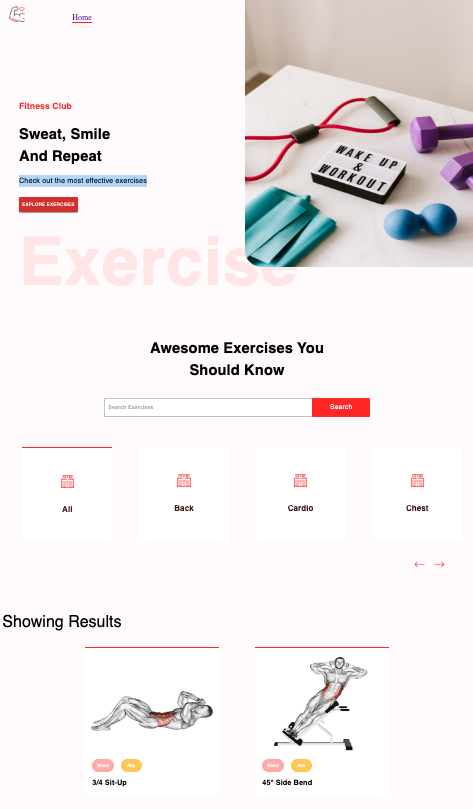 Home
Fitness Club
Sweat, Smile
And Repeat
Check out the most effective exercises
EXPLORE EXERCISES
WAKE UP
&
WORKOUT
Exercise
Awesome Exercises You
Should Know
Search Exercises
Search
All
Back
Cardio
Chest
Showing Results
Waist
Abs
3/4 Sit-Up
Waist
Abs
45° Side Bend